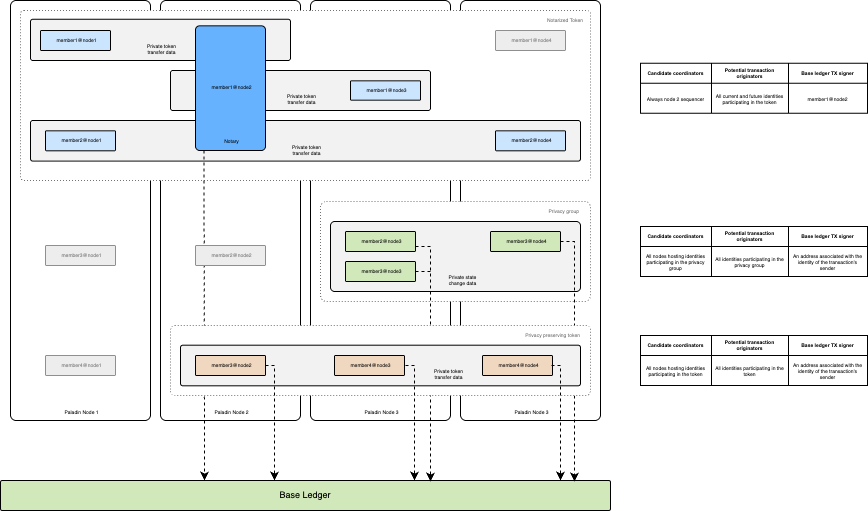 Notarized Token
member1@node1
member1@node4
Private token
transfer data
member1@node2
Notary
Private token
transfer data
member1@node3
member2@node1
Private token
transfer data
member2@node4
Privacy group
member2@node3
member3@node4
member3@node1
member2@node2
member3@node3
Private state
change data
Privacy preserving token
member4@node1
member3@node2
member4@node3
member4@node4
Private token
transfer data
Paladin Node 1
Paladin Node 2
Paladin Node 3
Paladin Node 3
Base Ledger
Candidate coordinators
Potential transaction
originators
Base ledger TX signer
Always node 2 sequencer
All current and future identities
participating in the token
member1@node2
Candidate coordinators
Potential transaction
originators
Base ledger TX signer
All nodes hosting identities
participating in the privacy
group
All identities participating in the
privacy group
An address associated with the
identity of the transaction's
sender
Candidate coordinators
Potential transaction
originators
Base ledger TX signer
All nodes hosting identities
participating in the token
All identities participating in the
token
An address associated with the
identity of the transaction's
sender